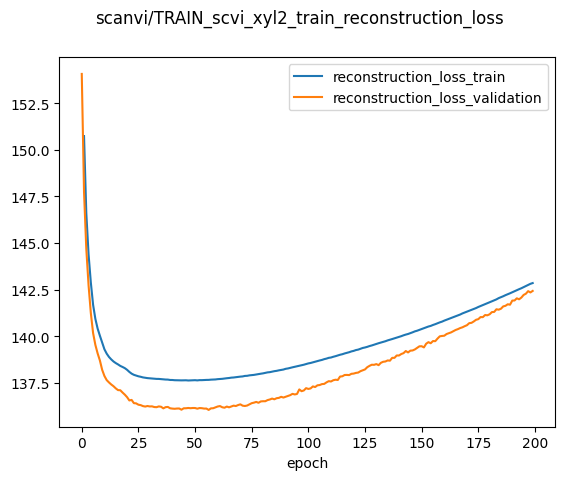 scanvi/TRAIN_scvi_xyl2_train_reconstruction_loss
reconstruction_loss_train
reconstruction_loss_validation
152.5
150.0
147.5
145.0
142.5
140.0
137.5
0 25 50 75 100 125 150 175 200
epoch